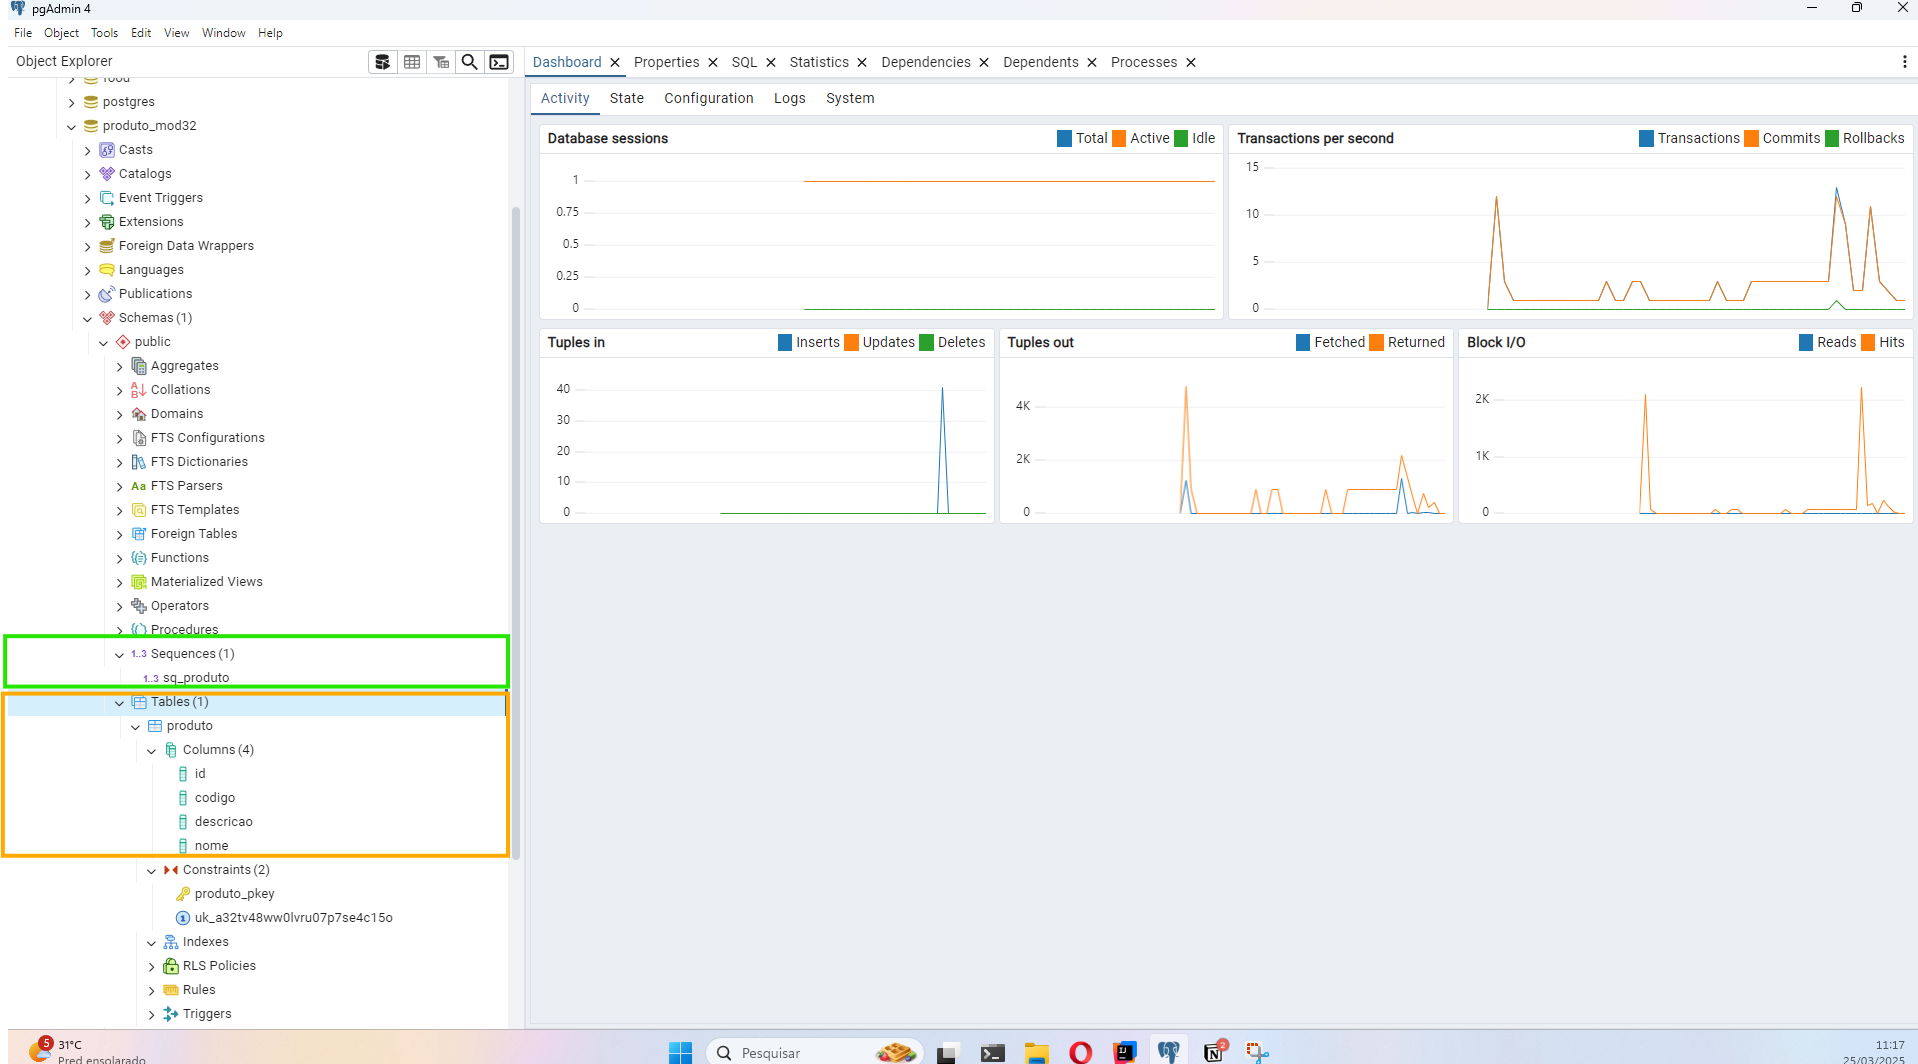 pgAdmin 4
File Object Tools Edit View Window Help
Object Explorer
food
postgres
produto_mod32
Casts
Catalogs
Event Triggers
Extensions
Foreign Data Wrappers
Languages
Publications
Schemas (1)
public
Aggregates
Collations
Domains
FTS Configurations
FTS Dictionaries
Aa FTS Parsers
FTS Templates
Foreign Tables
Functions
Materialized Views
Operators
Procedures
1..3 Sequences (1)
1..3 sq_produto
Tables (1)
produto
Columns (4)
id
codigo
descricao
nome
Constraints (2)
produto_pkey
uk_a32tv48ww0lvru07p7se4c15o
Indexes
RLS Policies
Rules
Triggers
Dashboard Properties SQL Statistics Dependencies Dependents Processes
Activity State Configuration Logs System
Database sessions Total Active Idle
1
0.75
0.5
0.25
0
Transactions per second Transactions Commits Rollbacks
15
10
5
0
Tuples in Inserts Updates Deletes
40
30
20
10
0
Tuples out Fetched Returned
4K
2K
0
Block I/O Reads Hits
2K
1K
0
5 31°C
Pred ensolarado
Pesquisar
2
11:17
25/03/2025